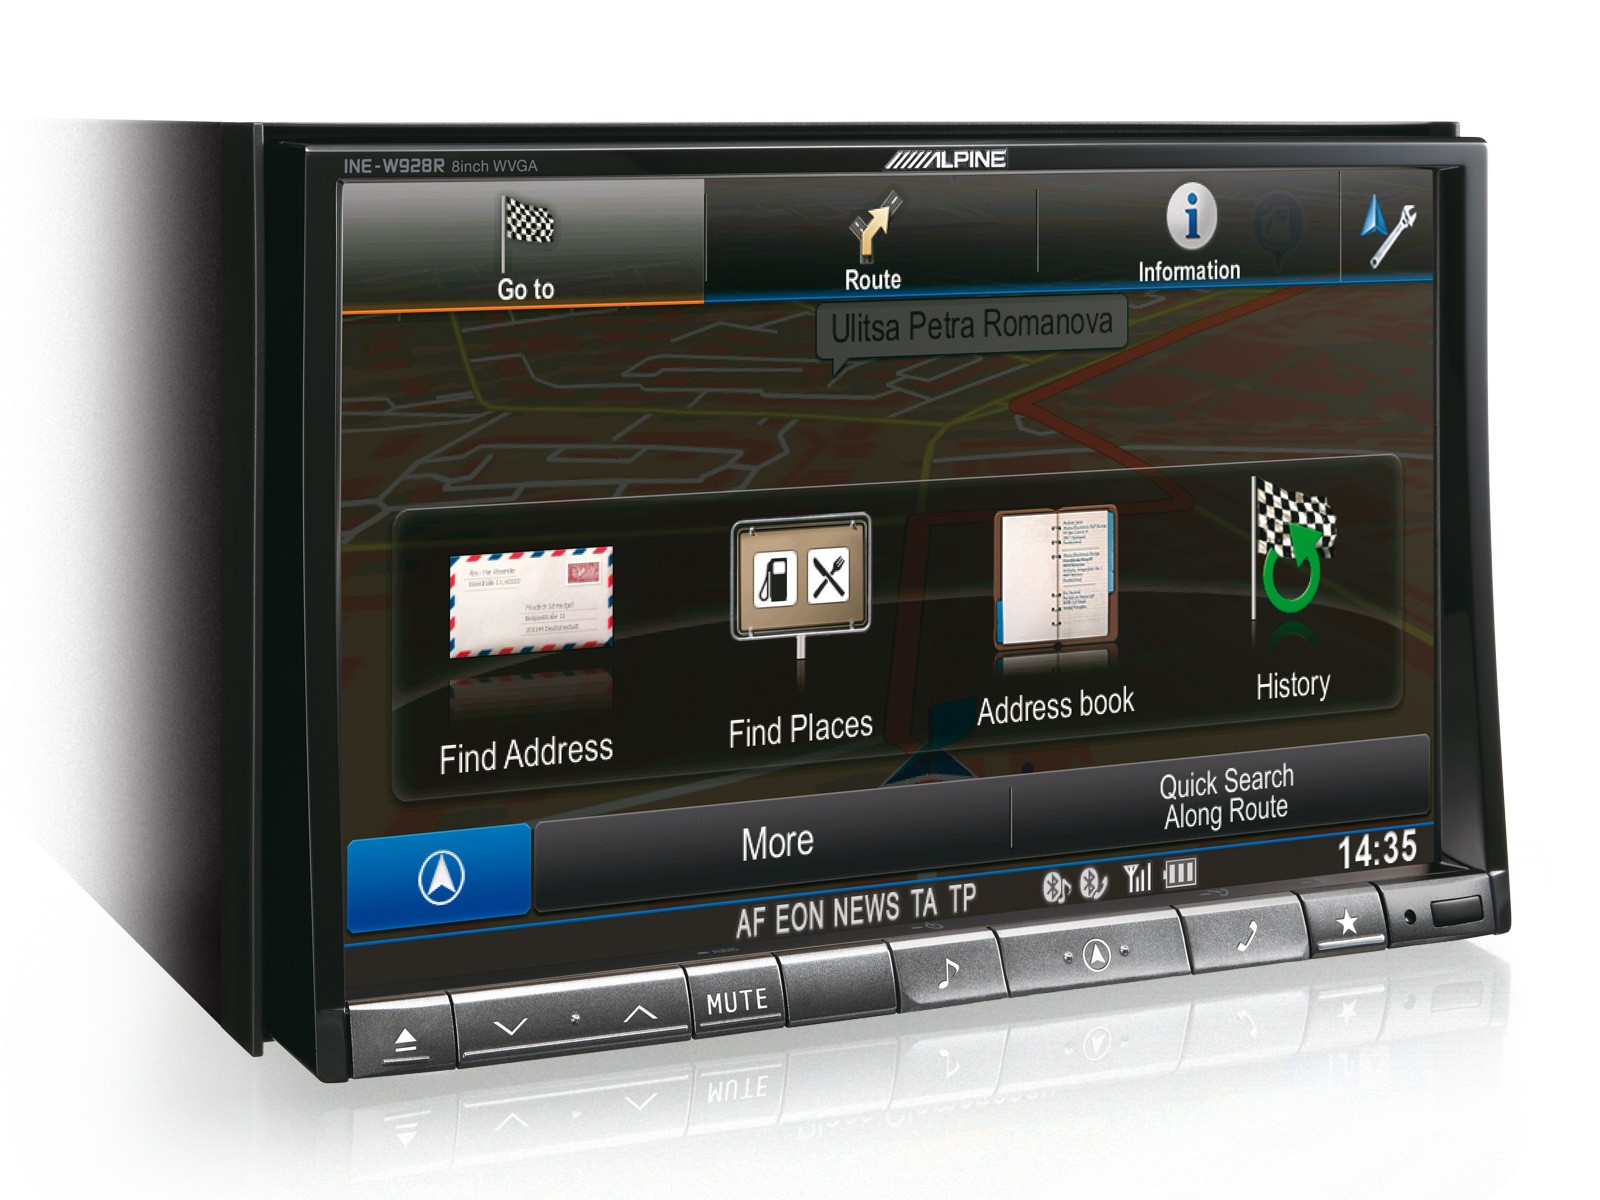 INE-W928R 8inch WVGA
ALPINE
Go to
Route
Information
Ulitsa Petra Romanova
Find Address
Find Places
Address book
History
More
Quick Search
Along Route
14:35
AF EON NEWS TA TP
MUTE